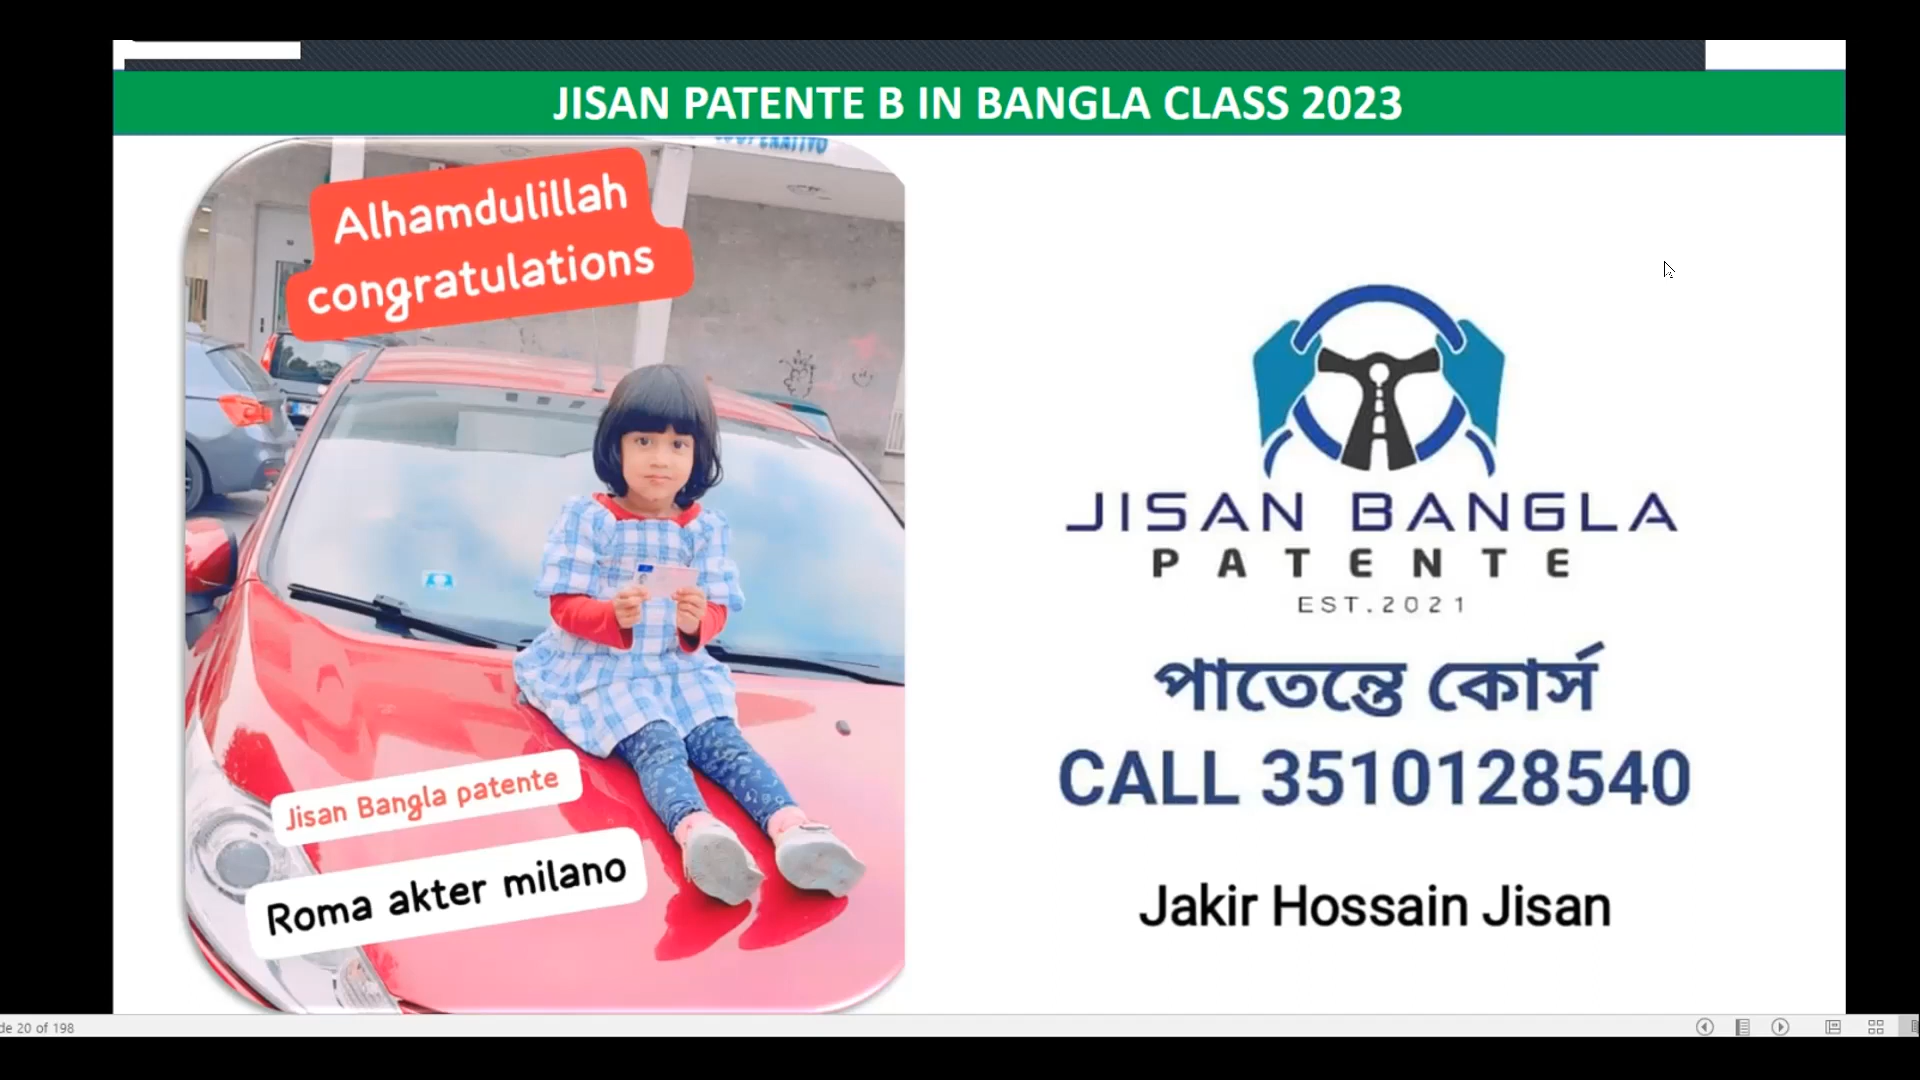 JISAN PATENTE B IN BANGLA CLASS 2023
Alhamdulillah
congratulations
Jisan Bangla patente
Roma akter milano
JISAN BANGLA
PATENTE
EST.2021
পাতেন্তে কোর্স
CALL 3510128540
Jakir Hossain Jisan
de 20 of 198